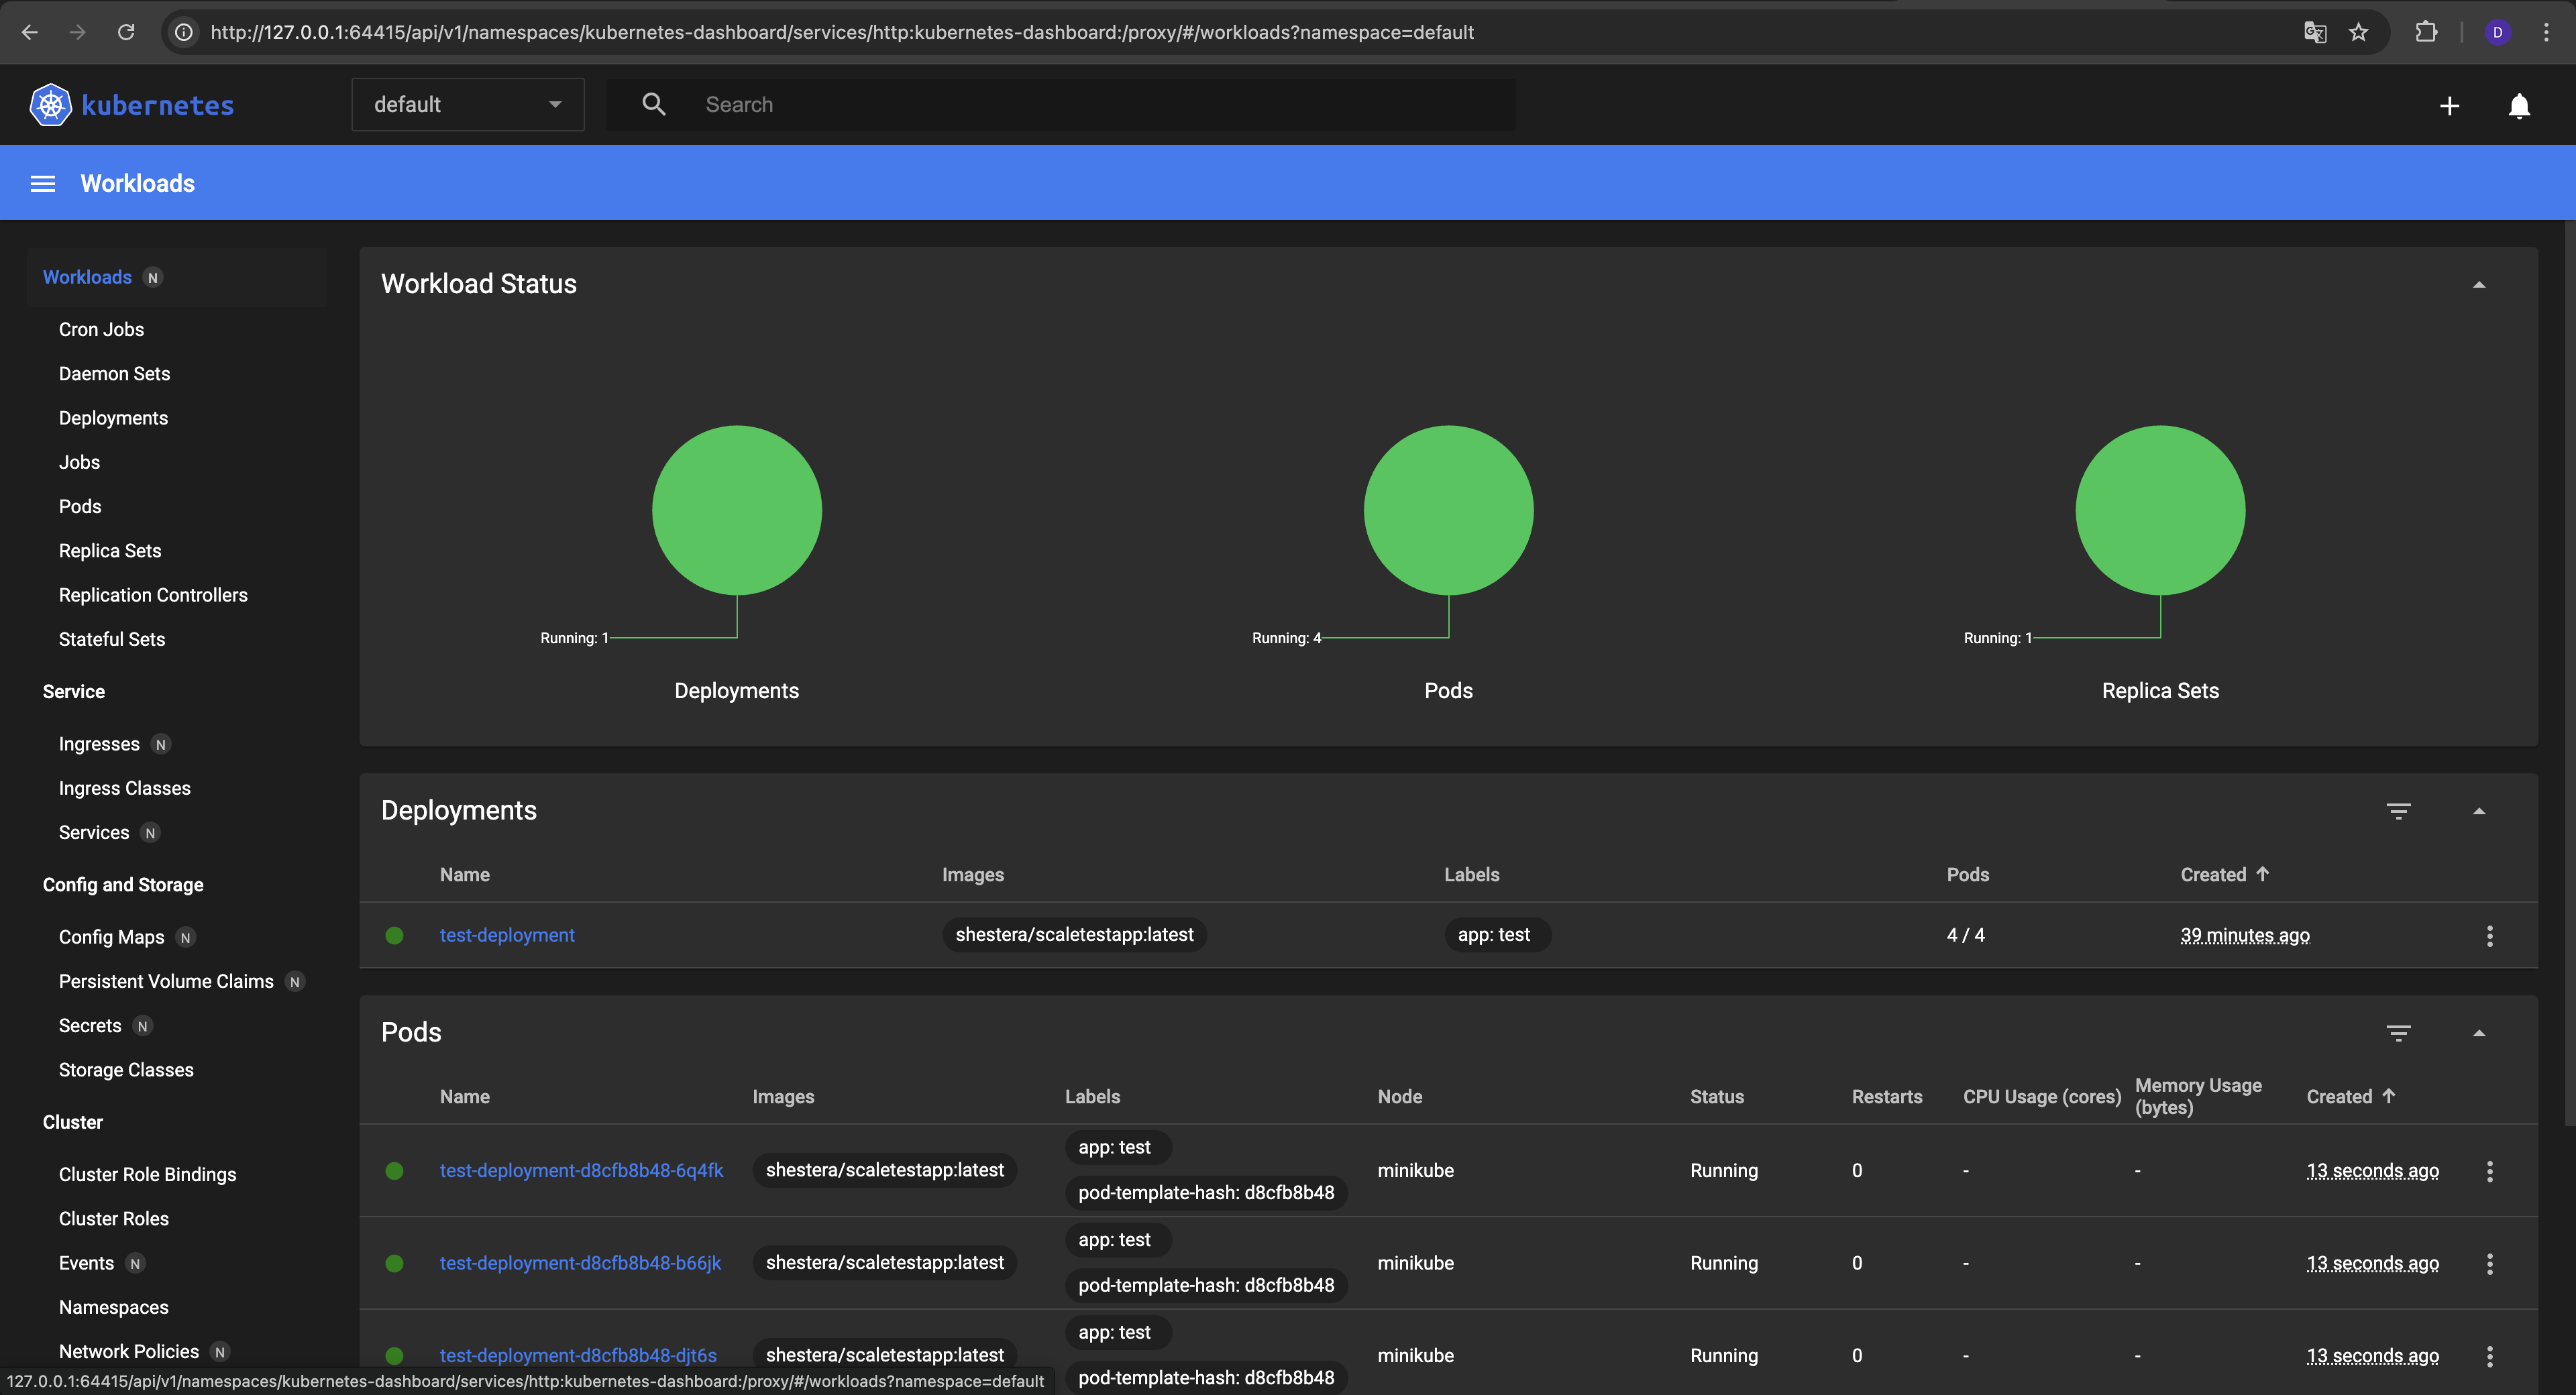 http://127.0.0.1:64415/api/v1/namespaces/kubernetes-dashboard/services/http:kubernetes-dashboard:/proxy/#/workloads?namespace=default
D
kubernetes
default
Search
Workloads
Workloads N
Cron Jobs
Daemon Sets
Deployments
Jobs
Pods
Replica Sets
Replication Controllers
Stateful Sets
Service
Ingresses N
Ingress Classes
Services N
Config and Storage
Config Maps N
Persistent Volume Claims N
Secrets N
Storage Classes
Cluster
Cluster Role Bindings
Cluster Roles
Events N
Namespaces
Network Policies N
Workload Status
Running: 1
Deployments
Running: 4
Pods
Running: 1
Replica Sets
Deployments
Name Images Labels Pods Created
test-deployment shestera/scaletestapp:latest app: test 4 / 4 39 minutes ago
Pods
Name Images Labels Node Status Restarts CPU Usage (cores) Memory Usage (bytes) Created
test-deployment-d8cfb8b48-6q4fk shestera/scaletestapp:latest app: test pod-template-hash: d8cfb8b48 minikube Running 0 - - 13 seconds ago
test-deployment-d8cfb8b48-b66jk shestera/scaletestapp:latest app: test pod-template-hash: d8cfb8b48 minikube Running 0 - - 13 seconds ago
test-deployment-d8cfb8b48-djt6s shestera/scaletestapp:latest app: test pod-template-hash: d8cfb8b48 minikube Running 0 - - 13 seconds ago
127.0.0.1:64415/api/v1/namespaces/kubernetes-dashboard/services/http:kubernetes-dashboard:/proxy/#/workloads?namespace=default